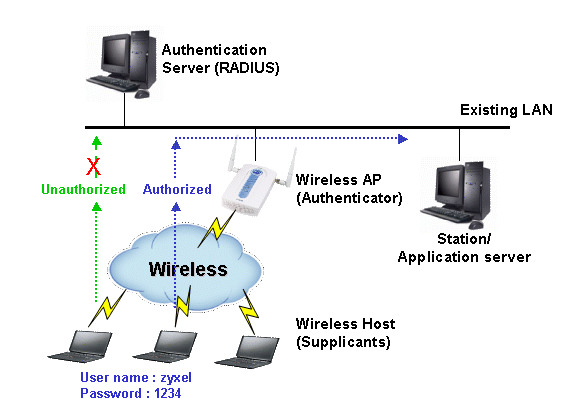 Authentication
Server (RADIUS)
Existing LAN
Unauthorized
X
Authorized
Wireless AP
(Authenticator)
Station/
Application server
Wireless
Wireless Host
(Supplicants)
User name : zyxel
Password : 1234